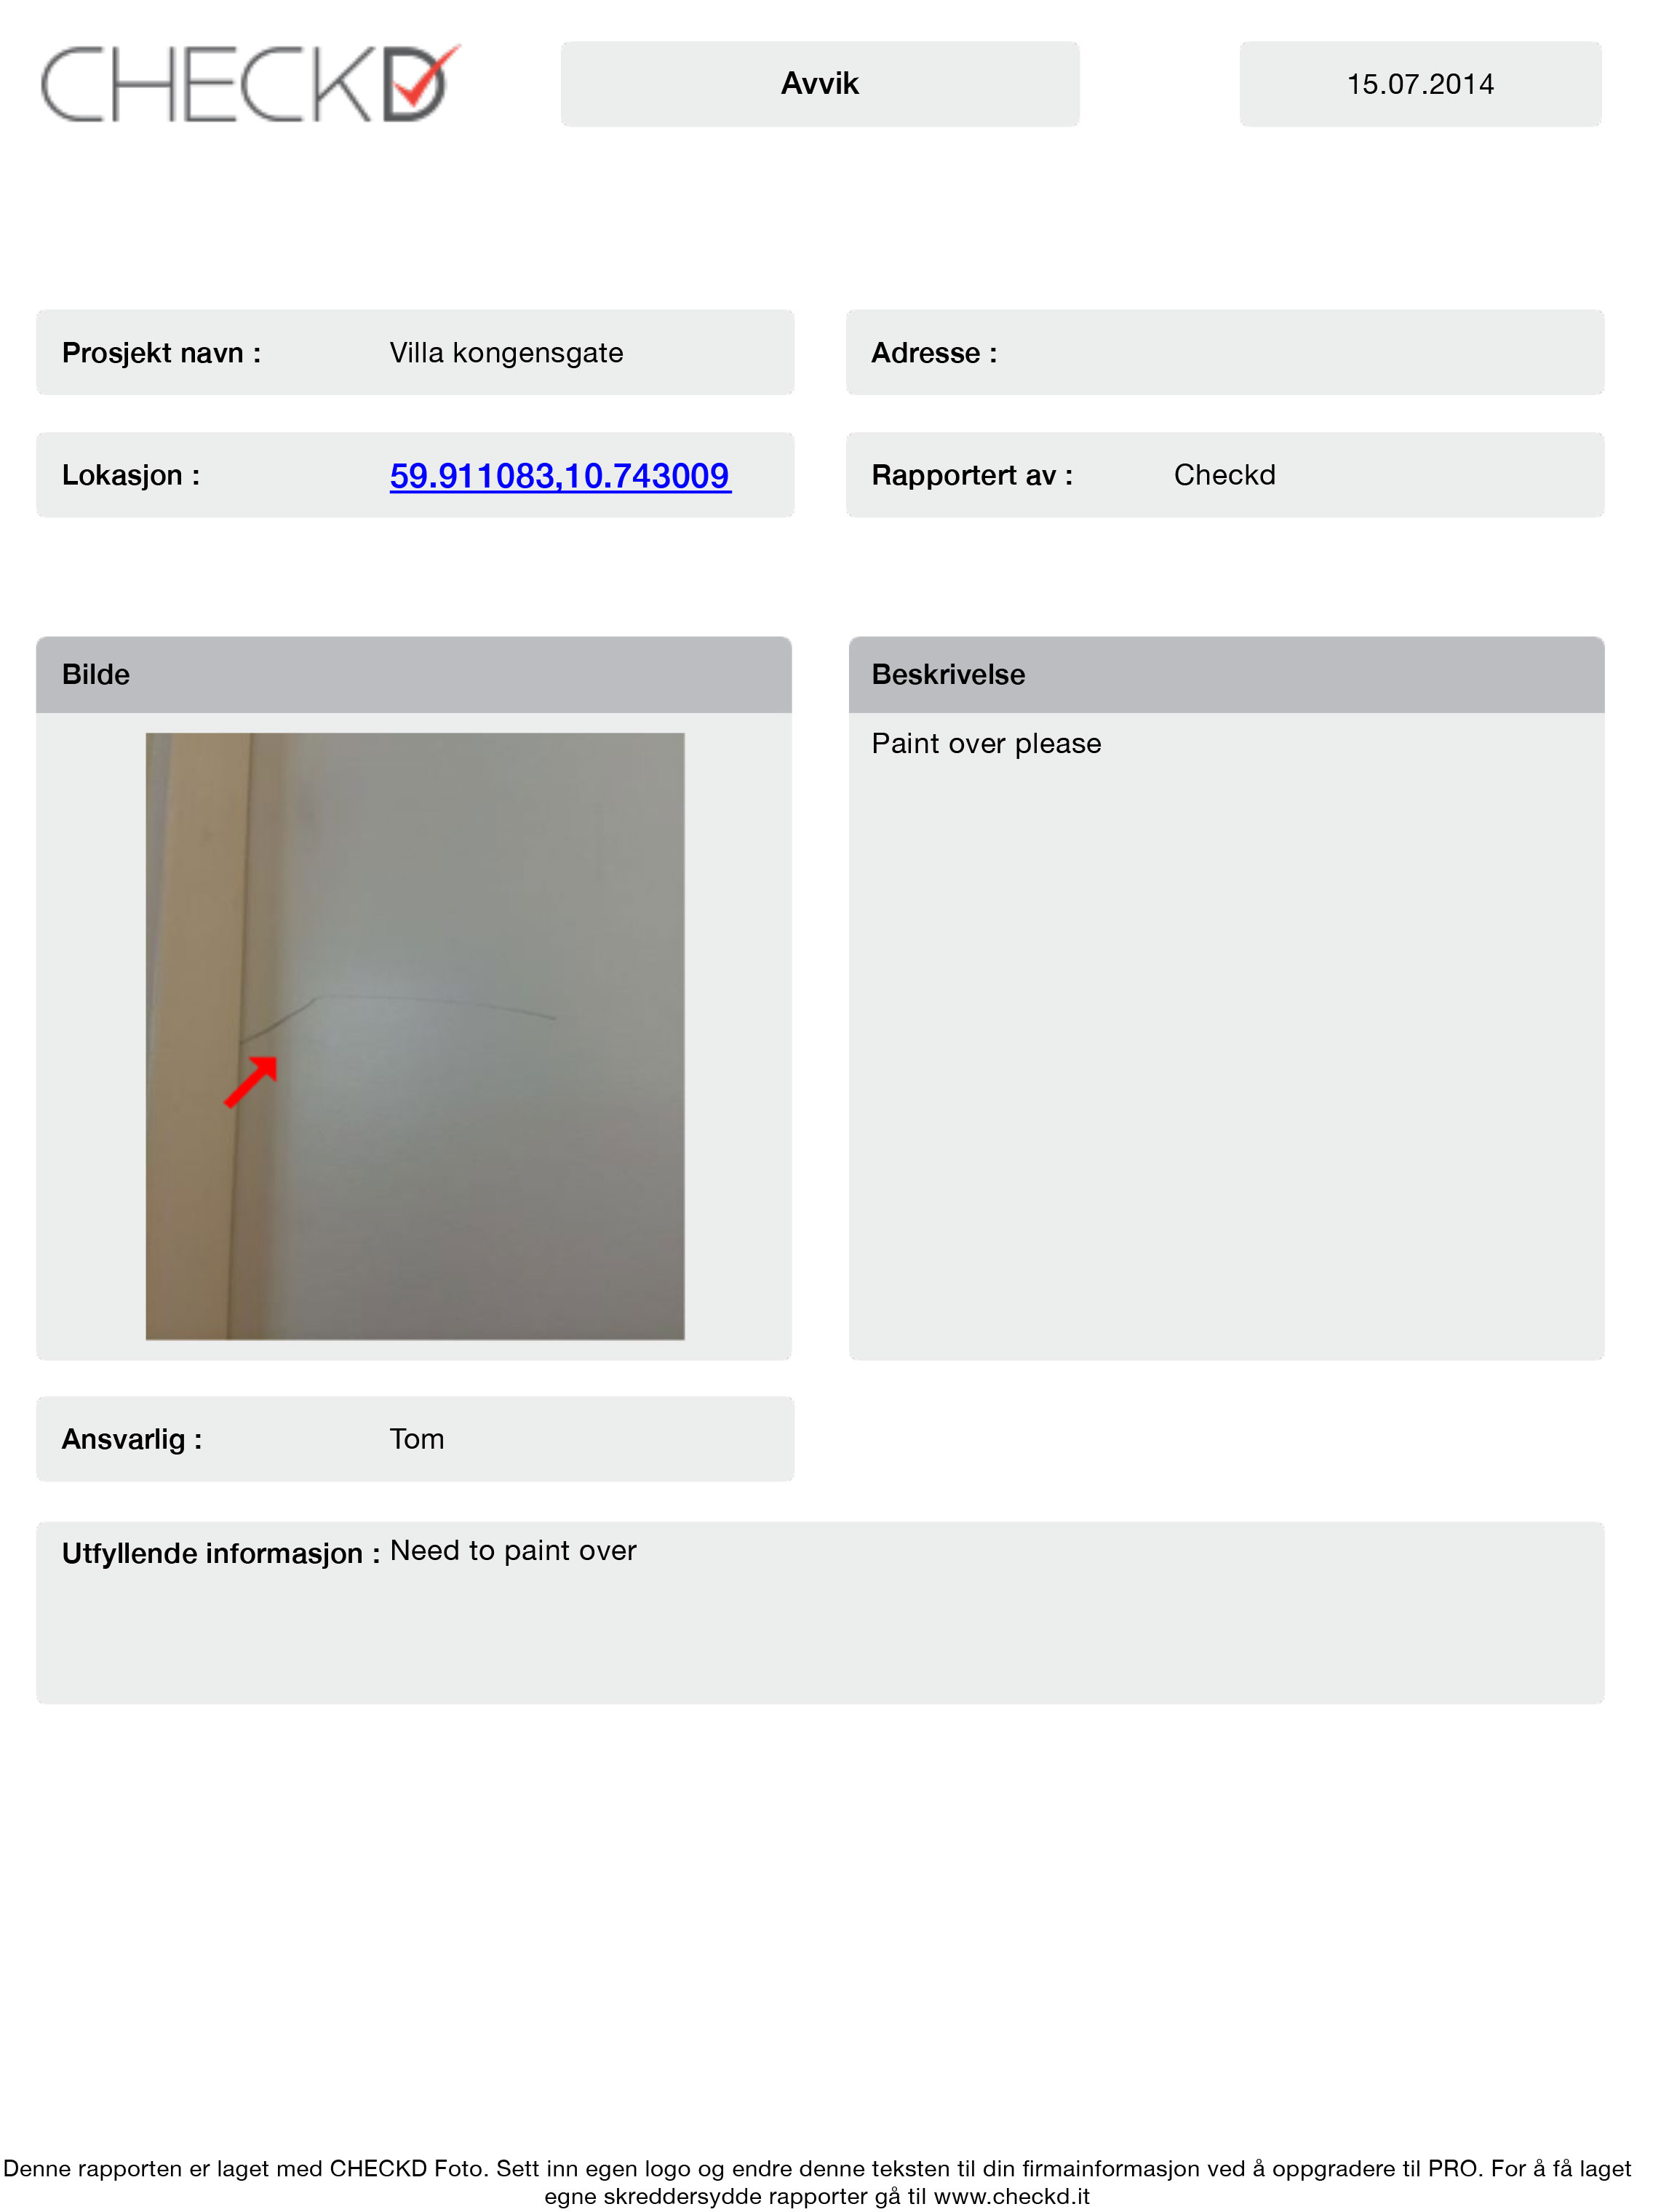 CHECKD
Avvik
15.07.2014
Prosjekt navn : Villa kongensgate
Adresse :
Lokasjon : 59.911083,10.743009
Rapportert av : Checkd
Bilde
Beskrivelse
Paint over please
Ansvarlig : Tom
Utfyllende informasjon : Need to paint over
Denne rapporten er laget med CHECKD Foto. Sett inn egen logo og endre denne teksten til din firmainformasjon ved å oppgradere til PRO. For å få laget
egne skreddersydde rapporter gå til www.checkd.it